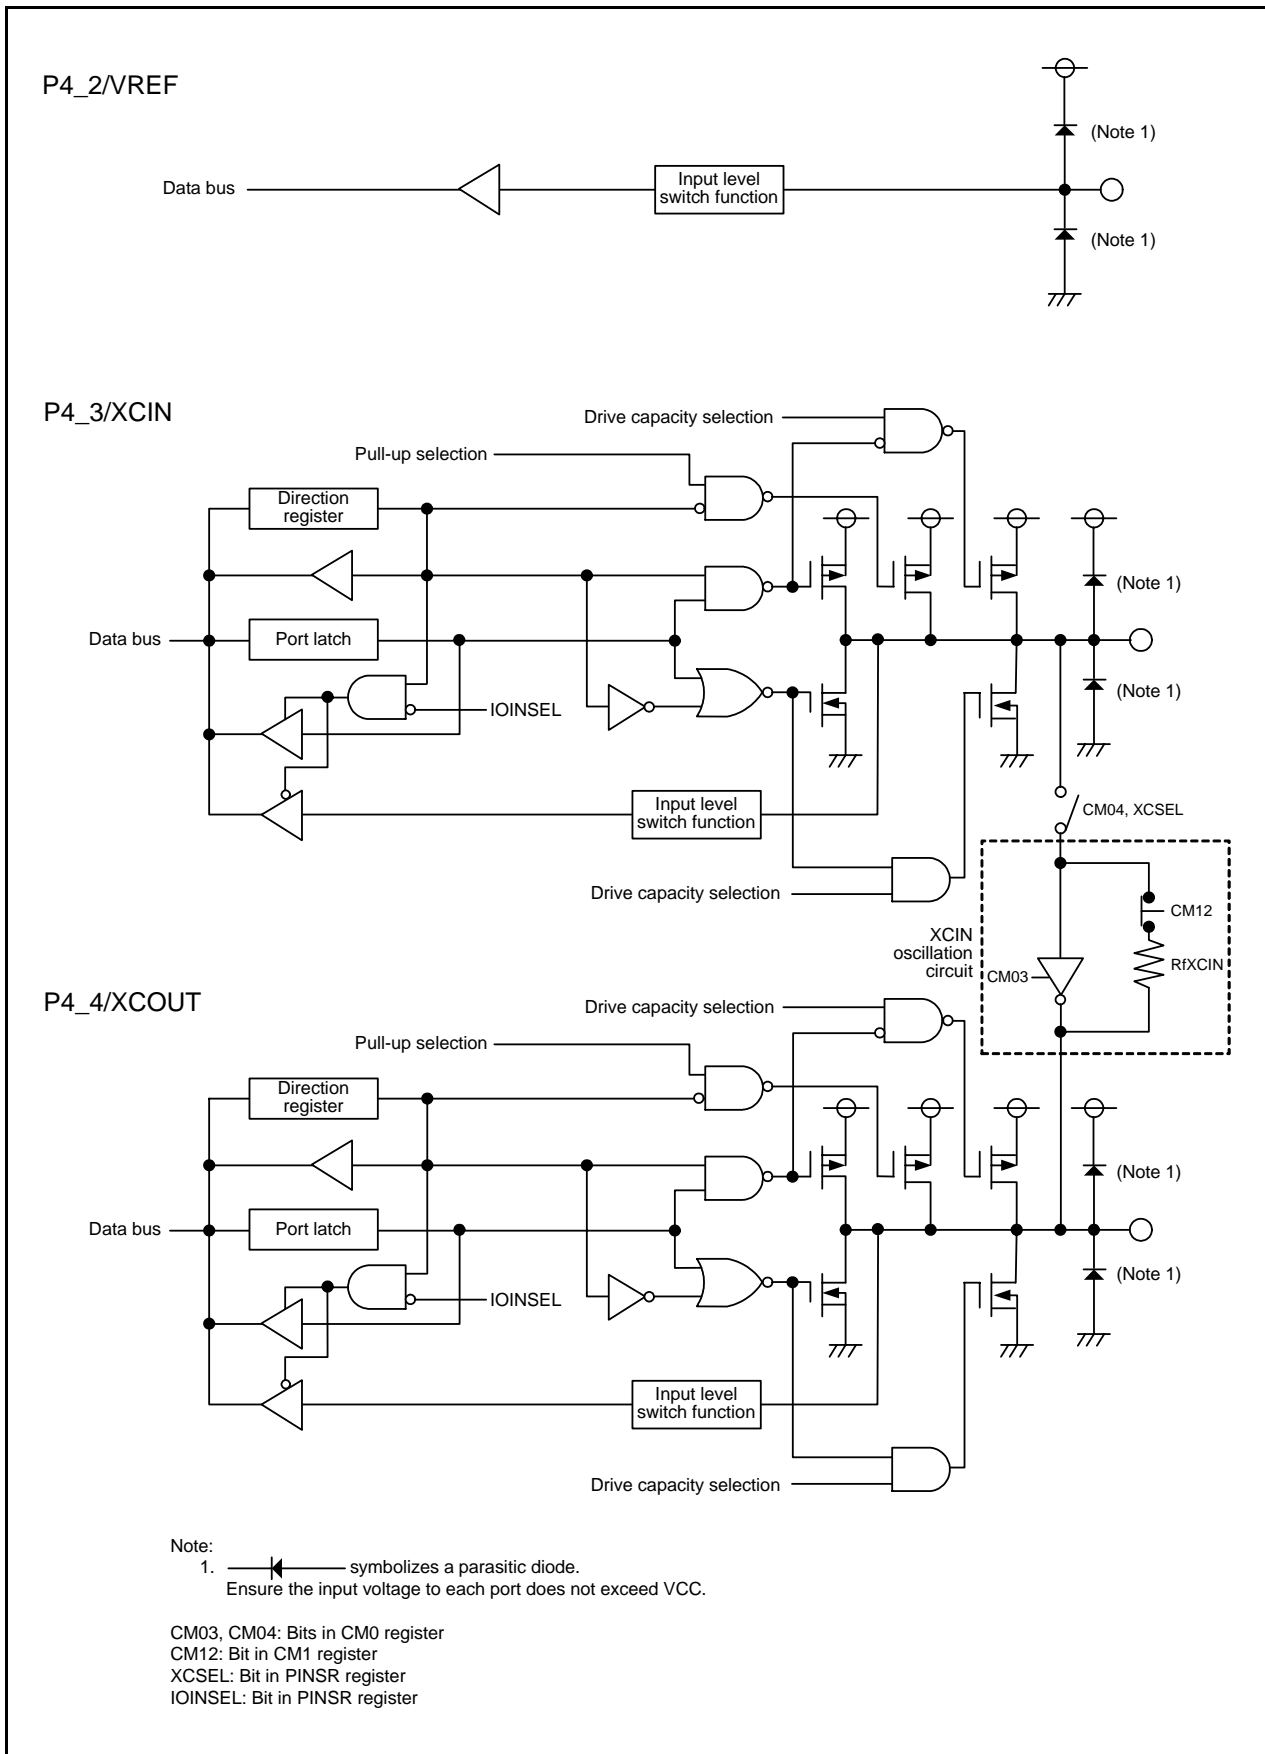 P4_2/VREF
(Note 1)
Data bus
Input level
switch function
(Note 1)
P4_3/XCIN
Drive capacity selection
Pull-up selection
Direction
register
(Note 1)
Data bus
Port latch
(Note 1)
IOINSEL
Input level
switch function
CM04, XCSEL
Drive capacity selection
CM12
XCIN
oscillation
circuit
CM03
RfXCIN
P4_4/XCOUT
Drive capacity selection
Pull-up selection
Direction
register
(Note 1)
Data bus
Port latch
(Note 1)
IOINSEL
Input level
switch function
Drive capacity selection
Note:
1. symbolizes a parasitic diode.
Ensure the input voltage to each port does not exceed VCC.
CM03, CM04: Bits in CM0 register
CM12: Bit in CM1 register
XCSEL: Bit in PINSR register
IOINSEL: Bit in PINSR register